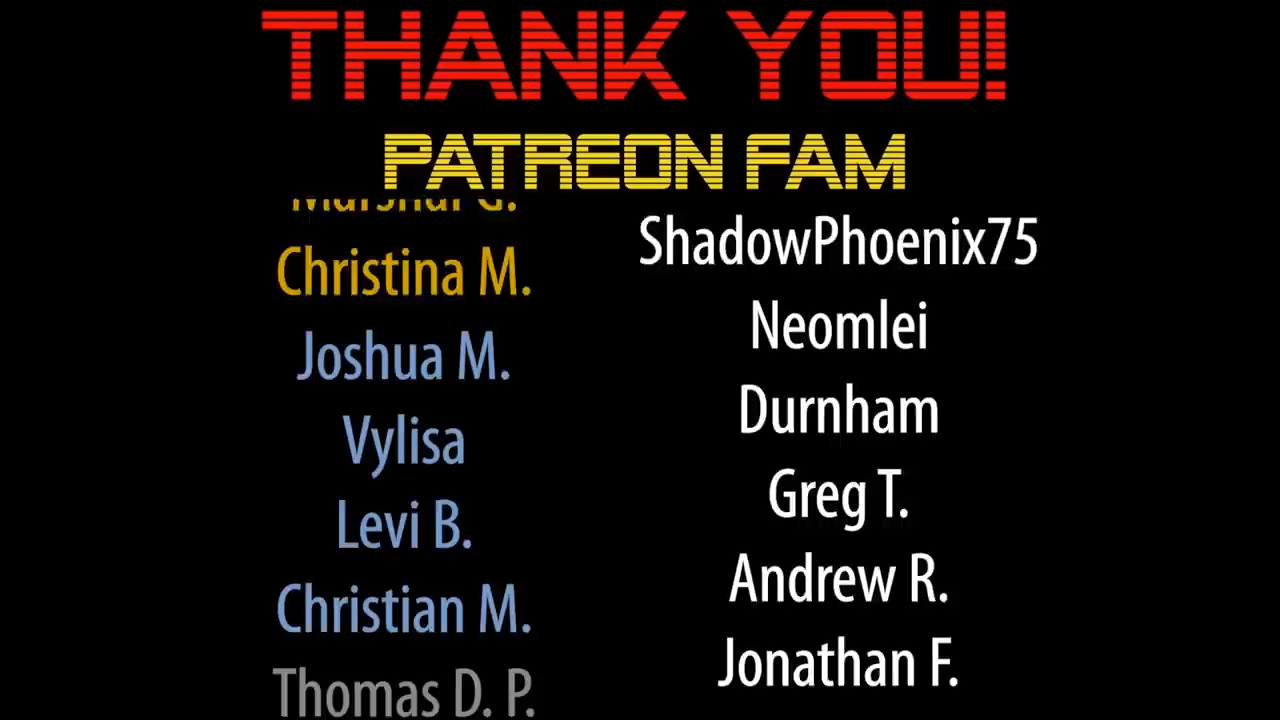 THANK YOU!
PATREON FAM
Christina M.
Joshua M.
Vylisa
Levi B.
Christian M.
Thomas D. P.
ShadowPhoenix75
Neomlei
Durnham
Greg T.
Andrew R.
Jonathan F.